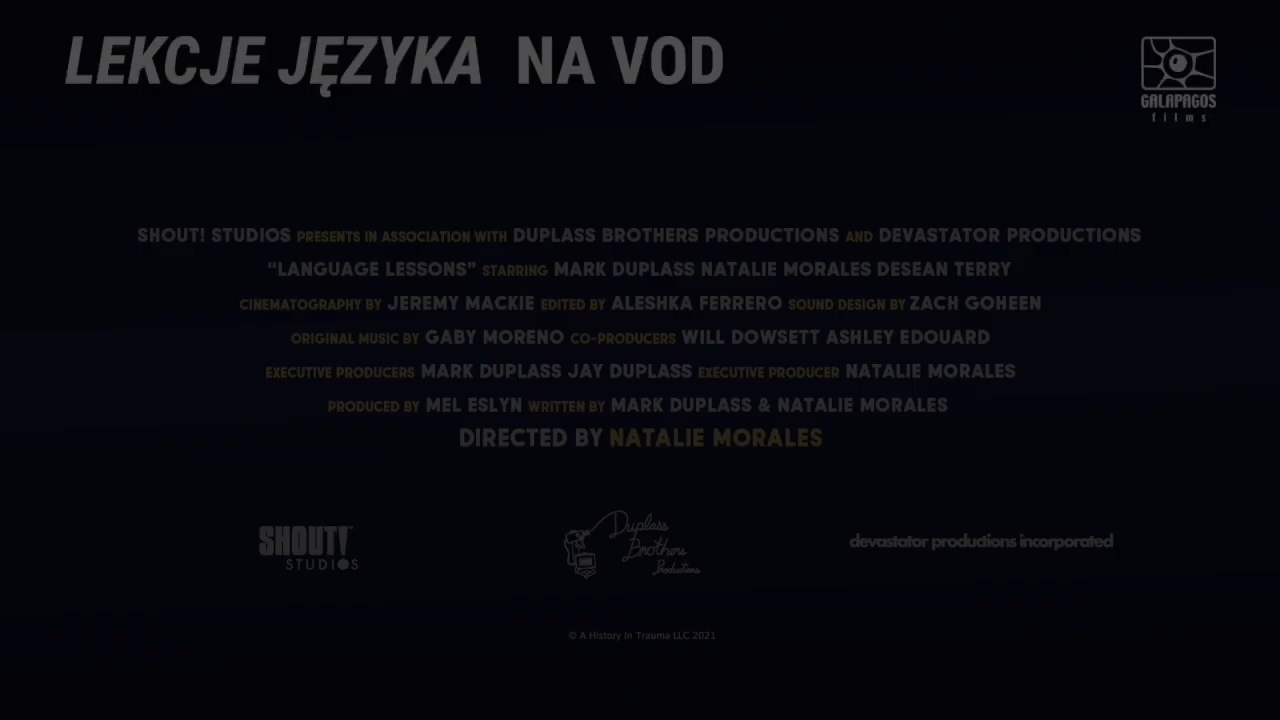 LEKCJE JĘZYKA NA VOD
GALAPAGOS
films
SHOUT! STUDIOS PRESENTS IN ASSOCIATION WITH DUPLASS BROTHERS PRODUCTIONS AND DEVASTATOR PRODUCTIONS
“LANGUAGE LESSONS” STARRING MARK DUPLASS NATALIE MORALES DESEAN TERRY
CINEMATOGRAPHY BY JEREMY MACKIE EDITED BY ALESHKA FERRERO SOUND DESIGN BY ZACH GOHEEN
ORIGINAL MUSIC BY GABY MORENO CO-PRODUCERS WILL DOWSETT ASHLEY EDOUARD
EXECUTIVE PRODUCERS MARK DUPLASS JAY DUPLASS EXECUTIVE PRODUCER NATALIE MORALES
PRODUCED BY MEL ESLYN WRITTEN BY MARK DUPLASS & NATALIE MORALES
DIRECTED BY NATALIE MORALES
SHOUT!
STUDIOS
Duplass
Brothers
Productions
devastator productions incorporated
© A History In Trauma LLC 2021